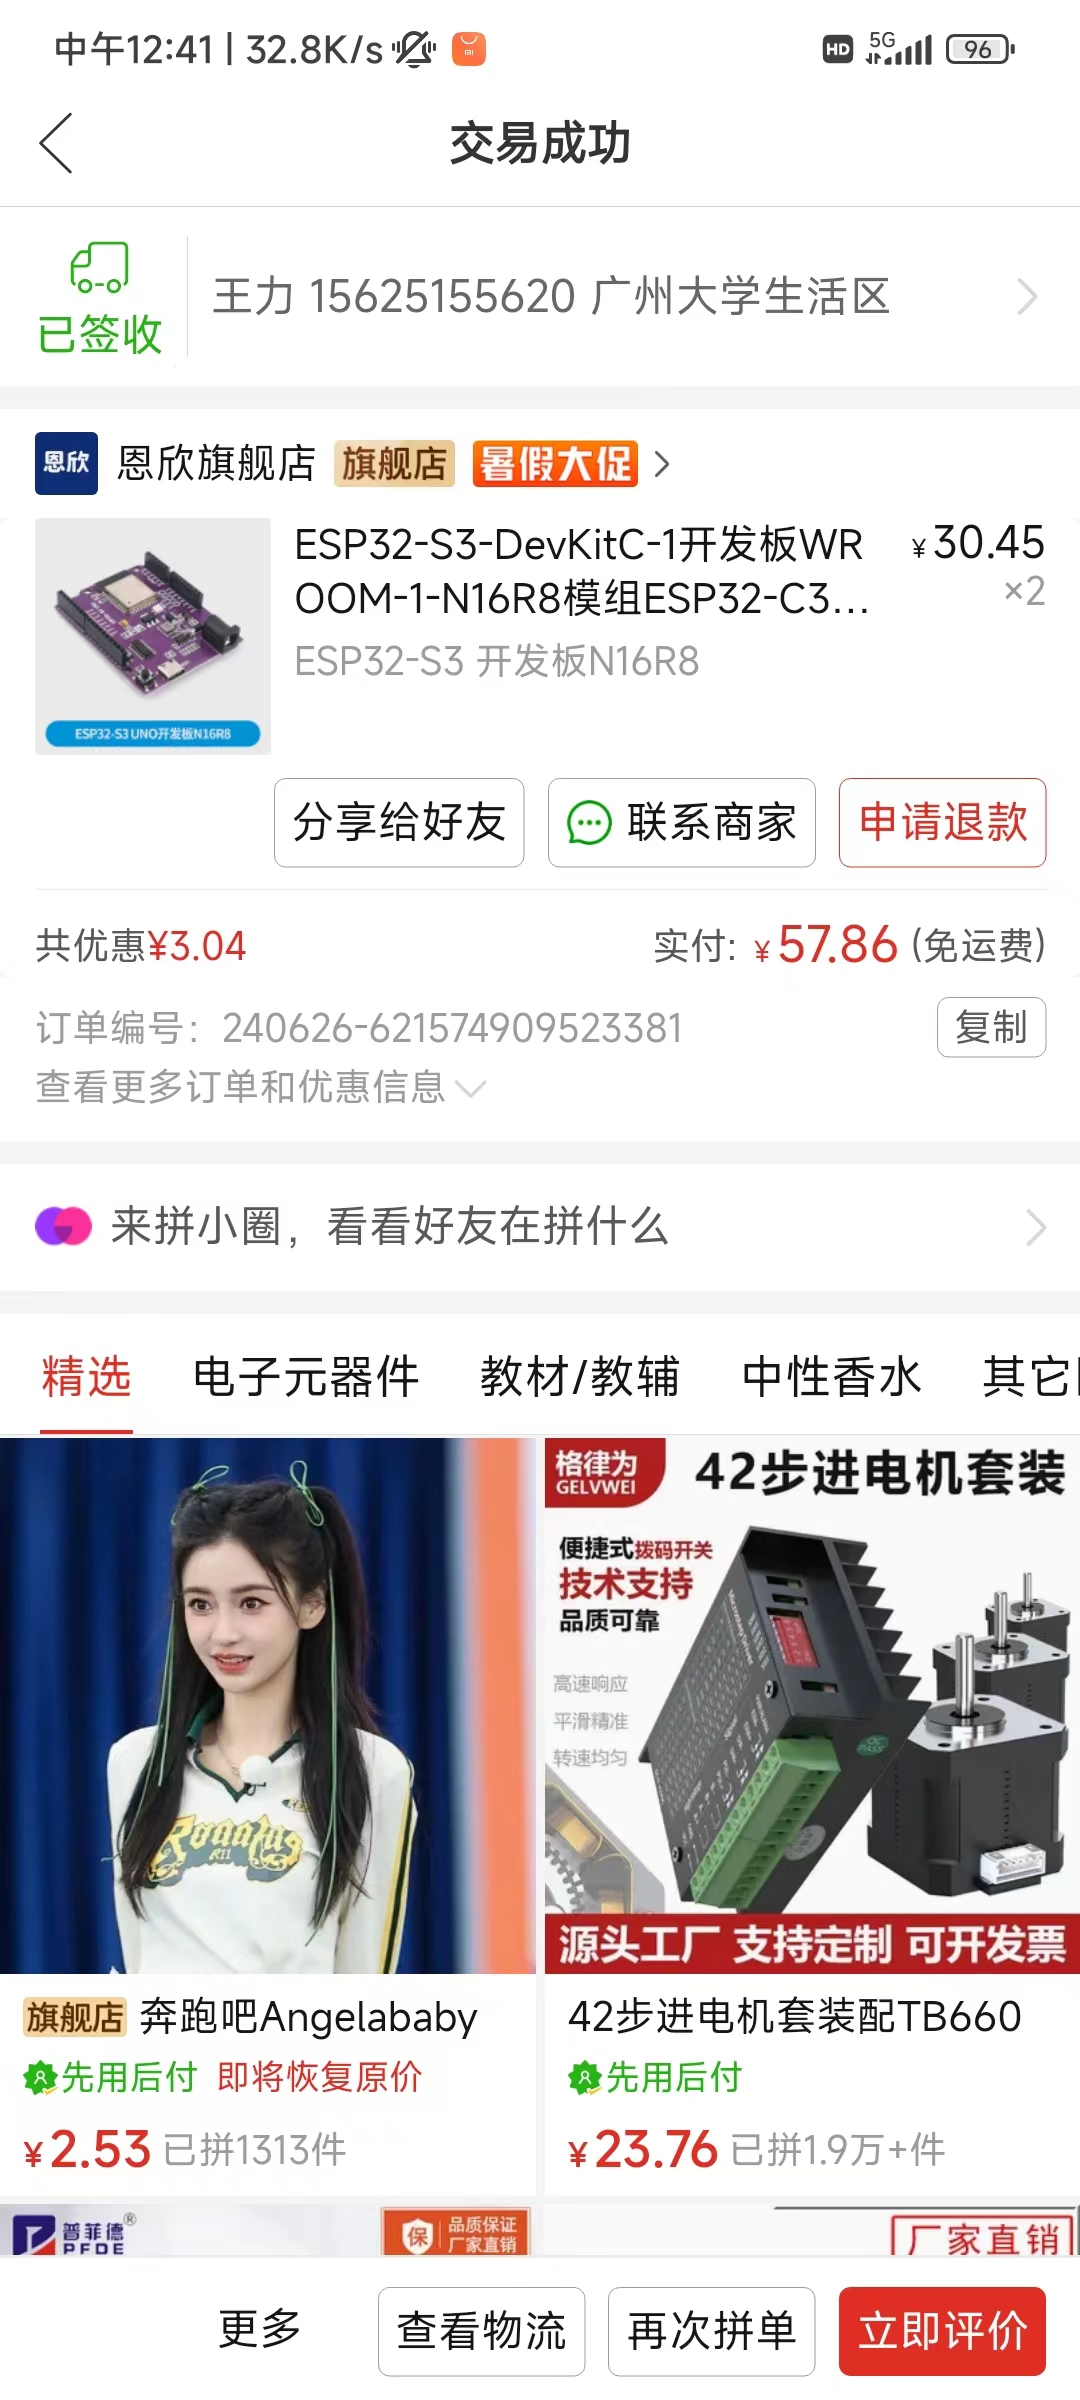 中午12:41 | 32.8K/s
HD 5G 96
交易成功
已签收
王力 15625155620 广州大学生活区
恩欣 恩欣旗舰店 旗舰店 暑假大促
ESP32-S3-DevKitC-1开发板WR
OOM-1-N16R8模组ESP32-C3...
¥30.45
×2
ESP32-S3 开发板N16R8
ESP32-S3 UNO开发板N16R8
分享给好友
联系商家
申请退款
共优惠¥3.04
实付: ¥57.86 (免运费)
订单编号: 240626-621574909523381
复制
查看更多订单和优惠信息
来拼小圈，看看好友在拼什么
精选 电子元器件 教材/教辅 中性香水 其它
格律为
GELVWEI
42步进电机套装
便捷式拨码开关
技术支持
品质可靠
高速响应
平滑精准
转速均匀
源头工厂 支持定制 可开发票
旗舰店 奔跑吧Angelababy
先用后付 即将恢复原价
¥2.53 已拼1313件
42步进电机套装配TB660
先用后付
¥23.76 已拼1.9万+件
普菲德®
PFDE
保
品质保证
厂家直销
厂家直销
更多
查看物流
再次拼单
立即评价